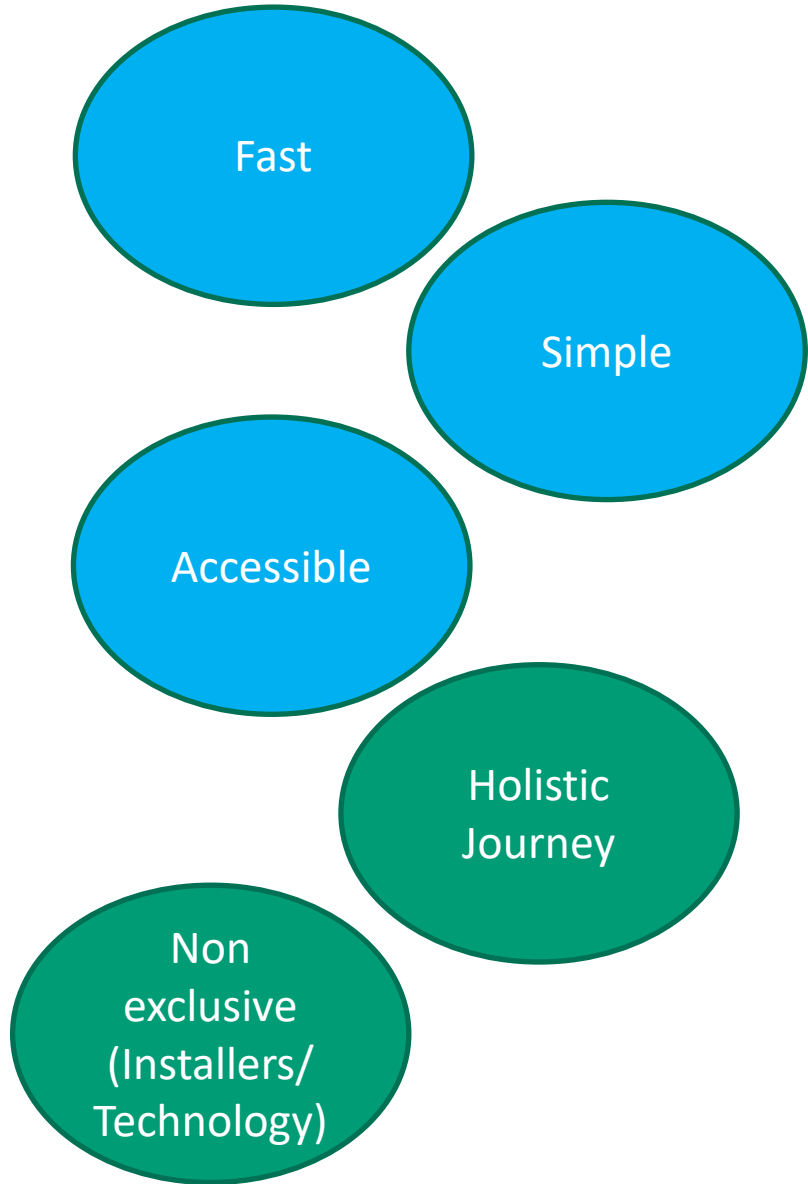 Fast
Simple
Accessible
Holistic
Journey
Non
exclusive
(Installers/
Technology)